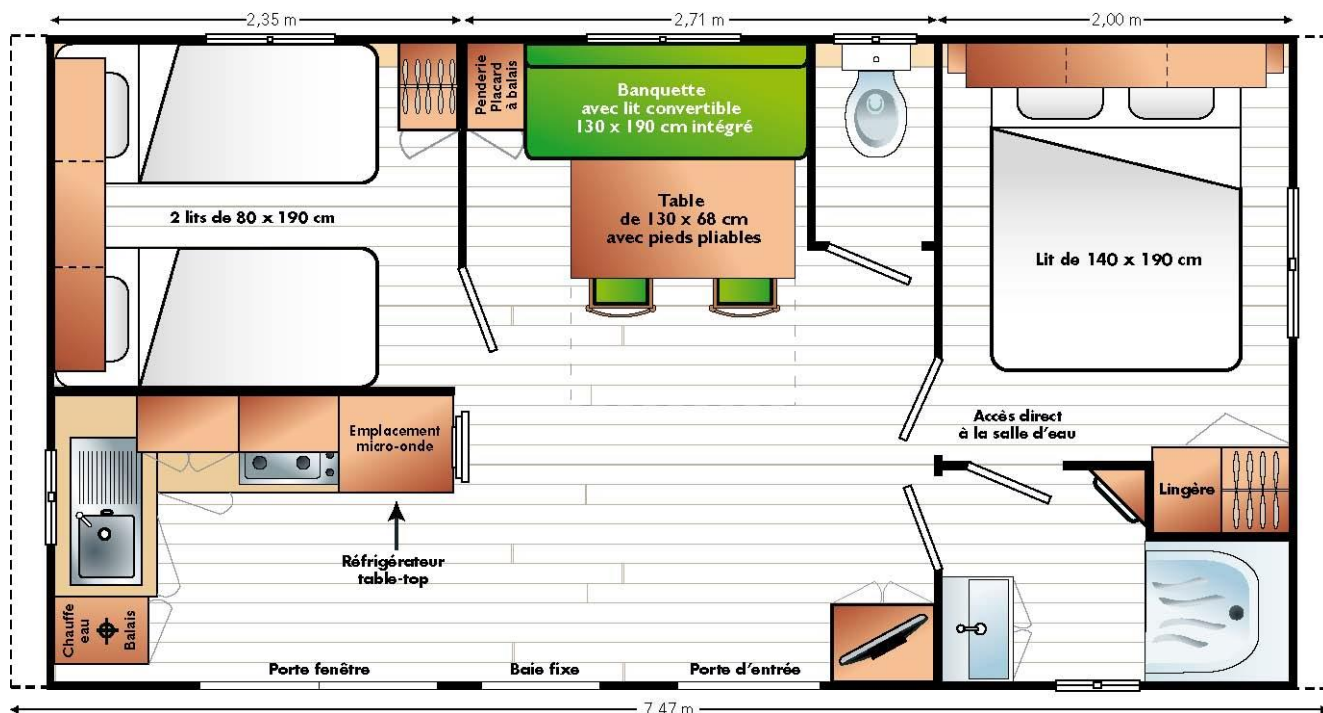 2,35 m
2,71 m
2,00 m
Penderie
Placard
à balais
Banquette
avec lit convertible
130 x 190 cm intégré
2 lits de 80 x 190 cm
Table
de 130 x 68 cm
avec pieds pliables
Lit de 140 x 190 cm
Emplacement
micro-onde
Accès direct
à la salle d'eau
Lingère
Réfrigérateur
table-top
Chauffe
eau
Balais
Porte fenêtre
Baie fixe
Porte d'entrée
7,47 m